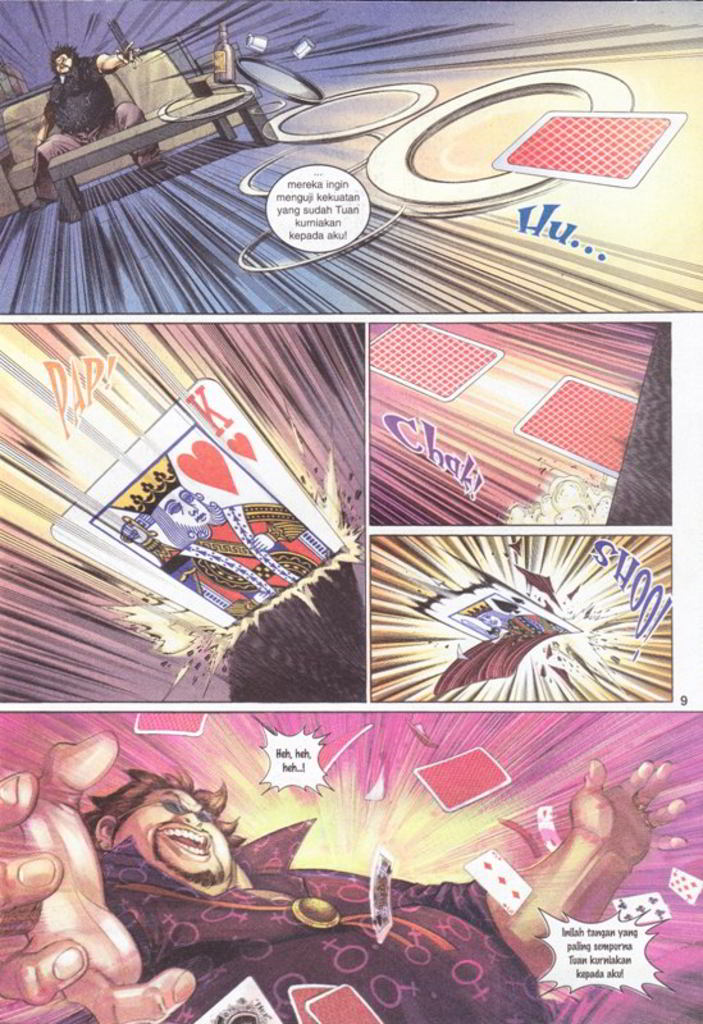 ...
mereka ingin
menguji kekuatan
yang sudah Tuan
kurniakan
kepada aku!
Hu...
PAP!
K
Chak!
SHOO!
9
Heh, heh,
heh..!
Inilah tangan yang
paling sempurna
Tuan kurniakan
kepada aku!